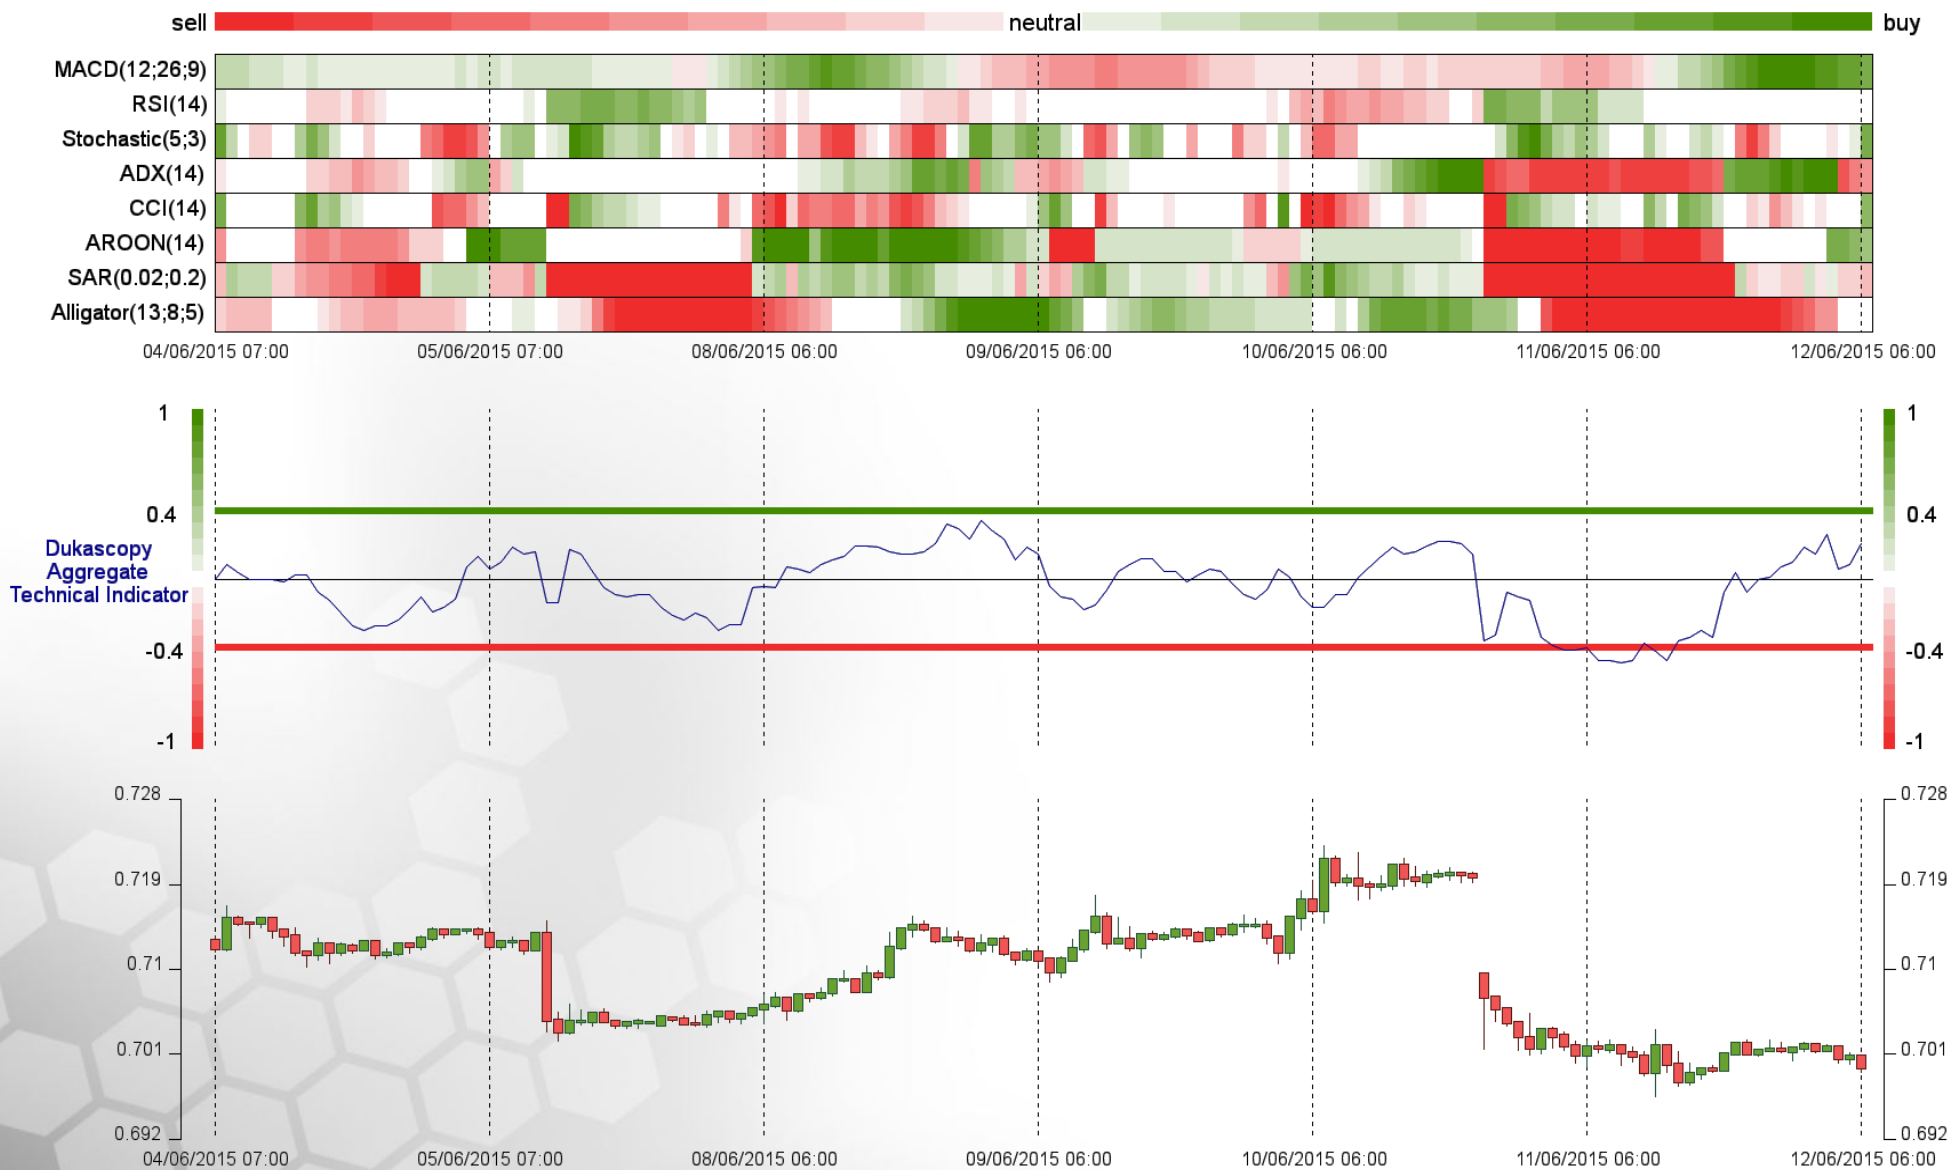 sell neutral buy
MACD(12;26;9)
RSI(14)
Stochastic(5;3)
ADX(14)
CCI(14)
AROON(14)
SAR(0.02;0.2)
Alligator(13;8;5)
04/06/2015 07:00 05/06/2015 07:00 08/06/2015 06:00 09/06/2015 06:00 10/06/2015 06:00 11/06/2015 06:00 12/06/2015 06:00
1 1
0.4 0.4
Dukascopy
Aggregate
Technical Indicator
-0.4 -0.4
-1 -1
0.728 0.728
0.719 0.719
0.71 0.71
0.701 0.701
0.692 0.692
04/06/2015 07:00 05/06/2015 07:00 08/06/2015 06:00 09/06/2015 06:00 10/06/2015 06:00 11/06/2015 06:00 12/06/2015 06:00